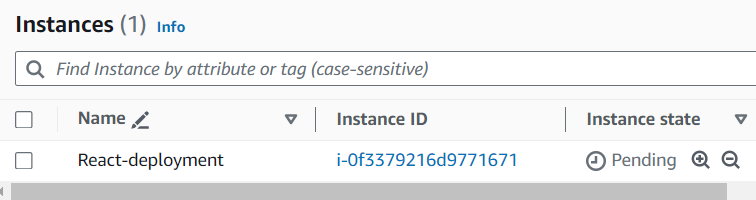 Instances (1) Info
Find Instance by attribute or tag (case-sensitive)
Name Instance ID Instance state
React-deployment i-0f3379216d9771671 Pending